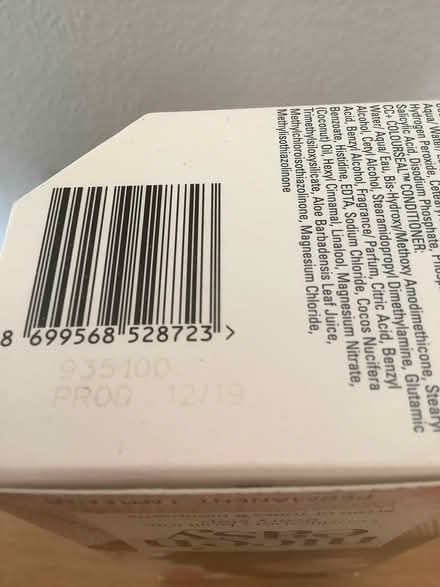 Aqua/ Water,
Hydrogen Peroxide,
Salicylic Acid, Disodium Phosphate,
CC+ COLOURSEAL™ CONDITIONER:
Water/ Aqua/ Eau, Bis-Hydroxy/Methoxy Amodimethicone, Stearyl
Alcohol, Cetyl Alcohol, Stearamidopropyl Dimethylamine, Glutamic
Acid, Benzyl Alcohol, Fragrance/ Parfum, Citric Acid, Benzyl
Benzoate, Histidine, EDTA, Sodium Chloride, Cocos Nucifera
(Coconut) Oil, Hexyl Cinnamal, Linalool, Magnesium Nitrate,
Trimethylsiloxysilicate, Aloe Barbadensis Leaf Juice,
Methylchloroisothiazolinone, Magnesium Chloride,
Methylisothiazolinone
8 699568 528723 >
935100
PROD 12/19